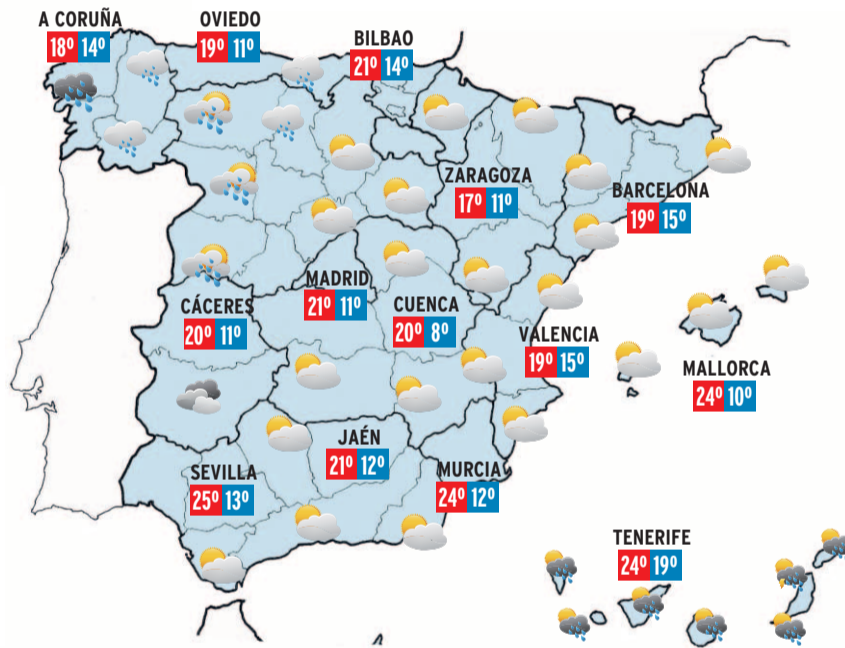 A CORUÑA
18º 14º
OVIEDO
19º 11º
BILBAO
21º 14º
ZARAGOZA
17º 11º
BARCELONA
19º 15º
MADRID
21º 11º
CÁCERES
20º 11º
CUENCA
20º 8º
VALENCIA
19º 15º
MALLORCA
24º 10º
JAÉN
21º 12º
SEVILLA
25º 13º
MURCIA
24º 12º
TENERIFE
24º 19º